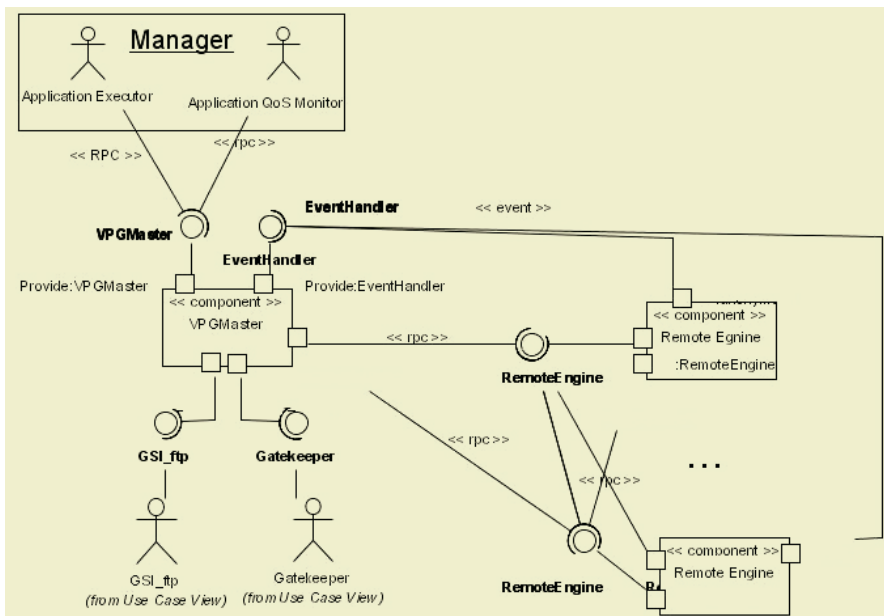 Manager
Application Executor
Application QoS Monitor
<< RPC >>
<< rpc >>
EventHandler
<< event >>
VPGMaster
EventHandler
Provide:VPGMaster
Provide:EventHandler
<< component >>
VPGMaster
<< rpc >>
<< component >>
Remote Egnine
:RemoteEngine
RemoteEngine
GSI_ftp
Gatekeeper
<< rpc >>
<< rpc >>
...
<< component >>
Remote Engine
RemoteEngine
GSI_ftp
(from Use Case View)
Gatekeeper
(from Use Case View)